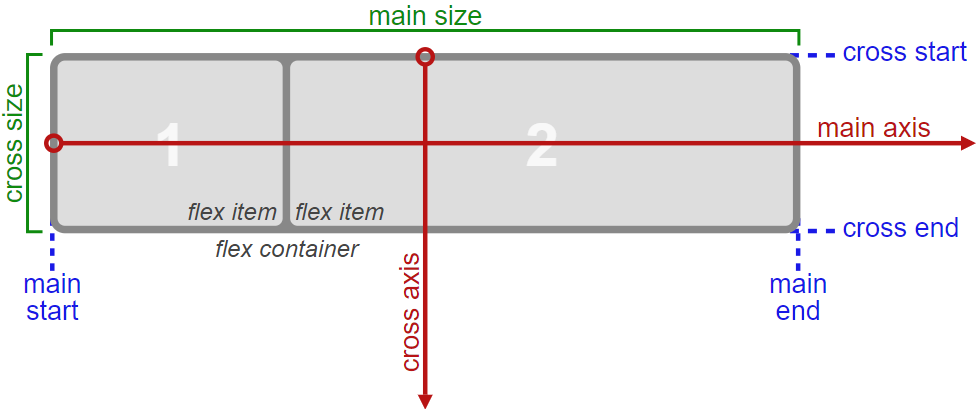 main size
cross start
cross size
main axis
1
2
flex item
flex item
cross end
flex container
cross axis
main
start
main
end